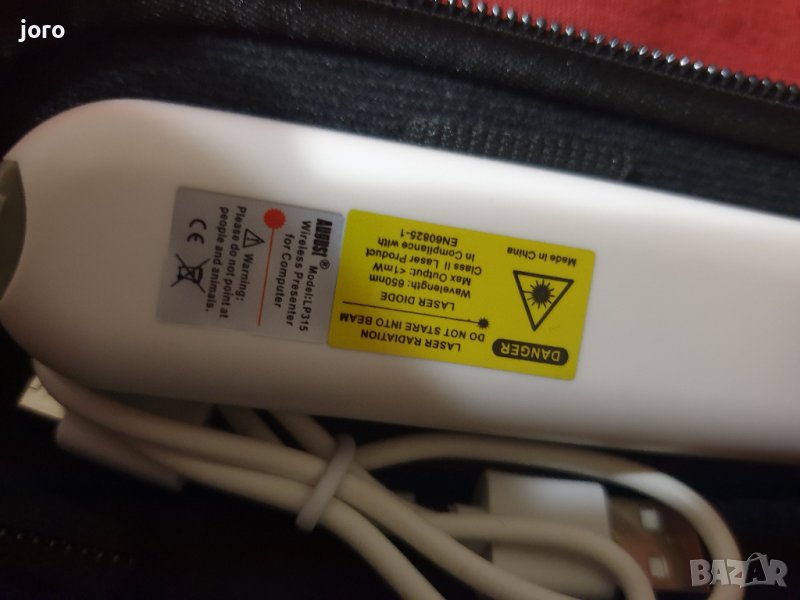 joro
AUGUST® Model:LP315
Wireless Presenter
for Computer
Warning:
Please do not point at
people and animals.
CE
DANGER
LASER RADIATION
DO NOT STARE INTO BEAM
LASER DIODE
Wavelength: 650nm
Max Output: <1mW
Class II Laser Product
In Compliance with
EN60825-1
Made in China
BAZAR